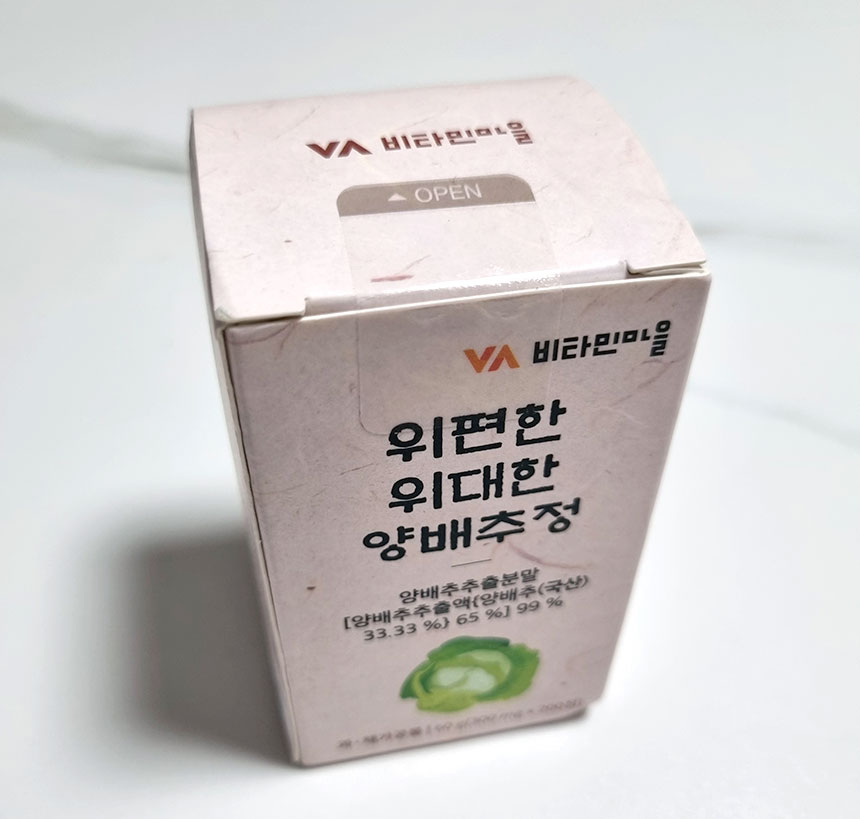 VA 비타민마을
▲ OPEN
VA 비타민마을
위편한
위대한
양배추정
양배추추출분말
[양배추추출액{양배추(국산)
33.33 %} 65 %] 99 %